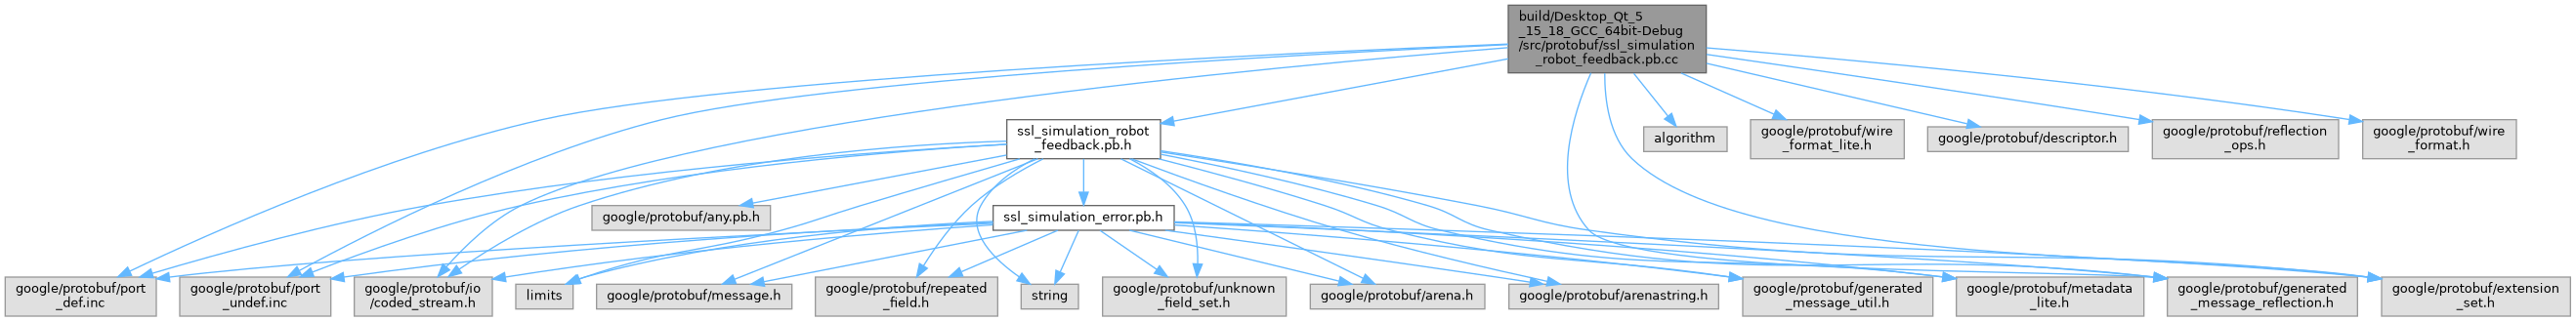 build/Desktop_Qt_5
_15_18_GCC_64bit-Debug
/src/protobuf/ssl_simulation
_robot_feedback.pb.cc
ssl_simulation_robot
_feedback.pb.h
algorithm
google/protobuf/wire
_format_lite.h
google/protobuf/descriptor.h
google/protobuf/reflection
_ops.h
google/protobuf/wire
_format.h
google/protobuf/any.pb.h
ssl_simulation_error.pb.h
google/protobuf/port
_def.inc
google/protobuf/port
_undef.inc
google/protobuf/io
/coded_stream.h
limits
google/protobuf/message.h
google/protobuf/repeated
_field.h
string
google/protobuf/unknown
_field_set.h
google/protobuf/arena.h
google/protobuf/arenastring.h
google/protobuf/generated
_message_util.h
google/protobuf/metadata
_lite.h
google/protobuf/generated
_message_reflection.h
google/protobuf/extension
_set.h